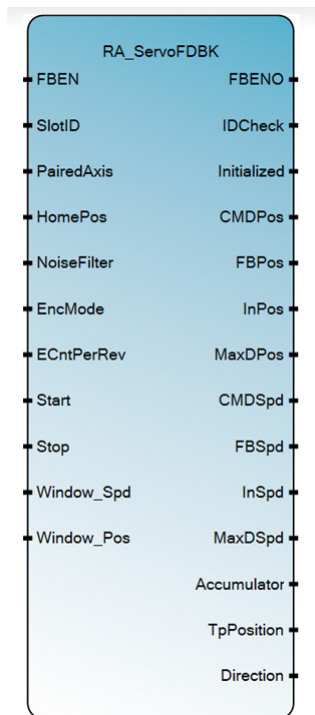 RA_ServoFDBK
FBEN FBENO
SlotID IDCheck
PairedAxis Initialized
HomePos CMDPos
NoiseFilter FBPos
EncMode InPos
ECntPerRev MaxDPos
Start CMDSpd
Stop FBSpd
Window_Spd InSpd
Window_Pos MaxDSpd
Accumulator
TpPosition
Direction